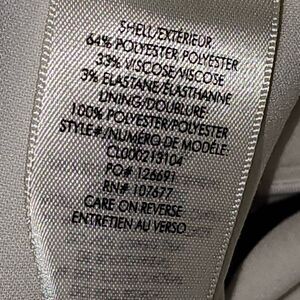 SHELL/EXTÉRIEUR
64% POLYESTER, POLYESTER
33% VISCOSE/VISCOSE
3% ELASTANE/ÉLASTHANNE
LINING/DOUBLURE
100% POLYESTER/POLYESTER
STYLE#/NUMÉRO DE MODÈLE:
CL000213104
PO# 126691
RN# 107677
CARE ON REVERSE
ENTRETIEN AU VERSO